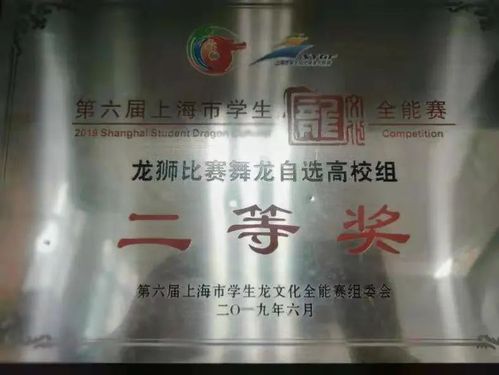 第六届上海市学生龙文化全能赛
2019 Shanghai Student Dragon Competition
龙狮比赛舞龙自选高校组
二等奖
第六届上海市学生龙文化全能赛组委会
二〇一九年六月